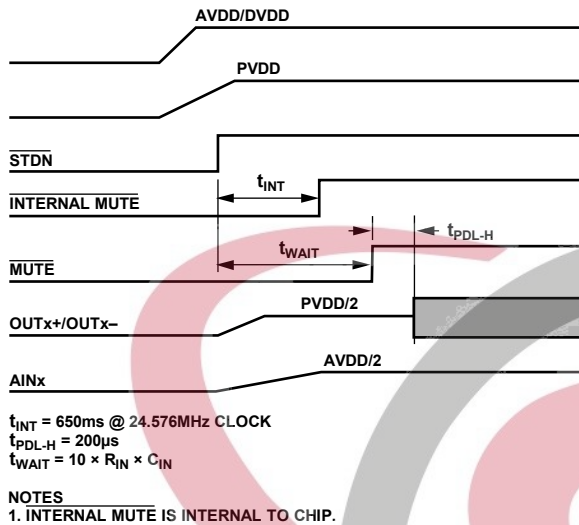 AVDD/DVDD
PVDD
STDN
tINT
INTERNAL MUTE
tPDL-H
tWAIT
MUTE
PVDD/2
OUTx+/OUTx–
AVDD/2
AINx
tINT = 650ms @ 24.576MHz CLOCK
tPDL-H = 200µs
tWAIT = 10 × RIN × CIN
NOTES
1. INTERNAL MUTE IS INTERNAL TO CHIP.